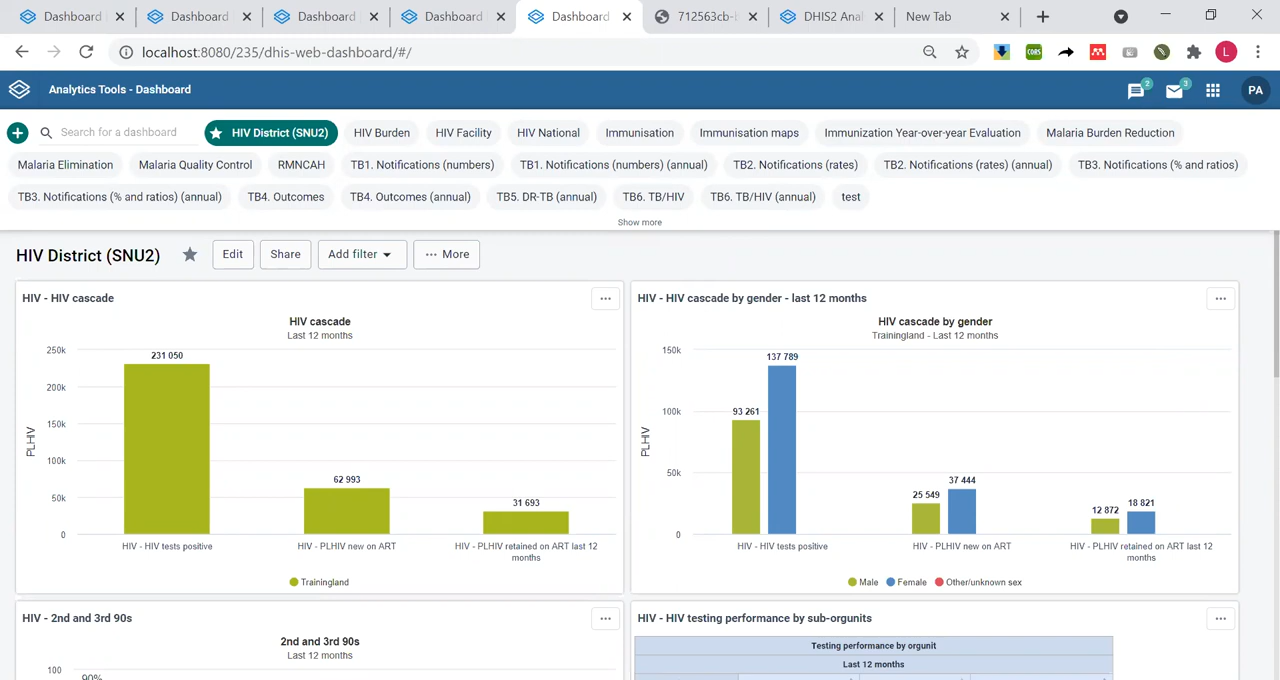 Dashboard
Dashboard
Dashboard
Dashboard
Dashboard
712563cb-
DHIS2 Anal
New Tab
localhost:8080/235/dhis-web-dashboard/#/
CORS
L
Analytics Tools - Dashboard
2
3
PA
Search for a dashboard
HIV District (SNU2)
HIV Burden
HIV Facility
HIV National
Immunisation
Immunisation maps
Immunization Year-over-year Evaluation
Malaria Burden Reduction
Malaria Elimination
Malaria Quality Control
RMNCAH
TB1. Notifications (numbers)
TB1. Notifications (numbers) (annual)
TB2. Notifications (rates)
TB2. Notifications (rates) (annual)
TB3. Notifications (% and ratios)
TB3. Notifications (% and ratios) (annual)
TB4. Outcomes
TB4. Outcomes (annual)
TB5. DR-TB (annual)
TB6. TB/HIV
TB6. TB/HIV (annual)
test
Show more
HIV District (SNU2)
Edit
Share
Add filter
More
HIV - HIV cascade
HIV cascade
Last 12 months
250k
200k
150k
100k
50k
0
PLHIV
231 050
62 993
31 693
HIV - HIV tests positive
HIV - PLHIV new on ART
HIV - PLHIV retained on ART last 12
months
Trainingland
HIV - HIV cascade by gender - last 12 months
HIV cascade by gender
Trainingland - Last 12 months
150k
100k
50k
0
PLHIV
93 261
137 789
25 549
37 444
12 872
18 821
HIV - HIV tests positive
HIV - PLHIV new on ART
HIV - PLHIV retained on ART last 12
months
Male
Female
Other/unknown sex
HIV - 2nd and 3rd 90s
2nd and 3rd 90s
Last 12 months
100
90%
HIV - HIV testing performance by sub-orgunits
Testing performance by orgunit
Last 12 months